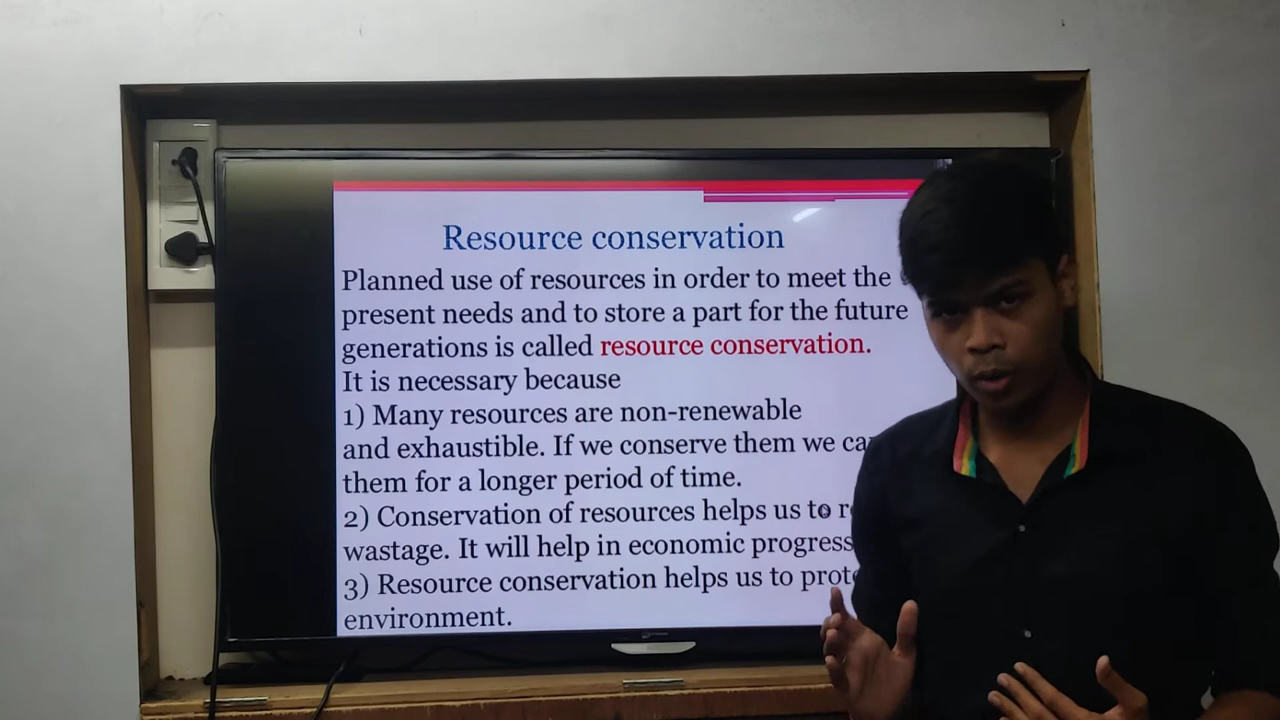 Resource conservation
Planned use of resources in order to meet the
present needs and to store a part for the future
generations is called resource conservation.
It is necessary because
1) Many resources are non-renewable
and exhaustible. If we conserve them we
them for a longer period of time.
2) Conservation of resources helps us to
wastage. It will help in economic progress
3) Resource conservation helps us to
environment.